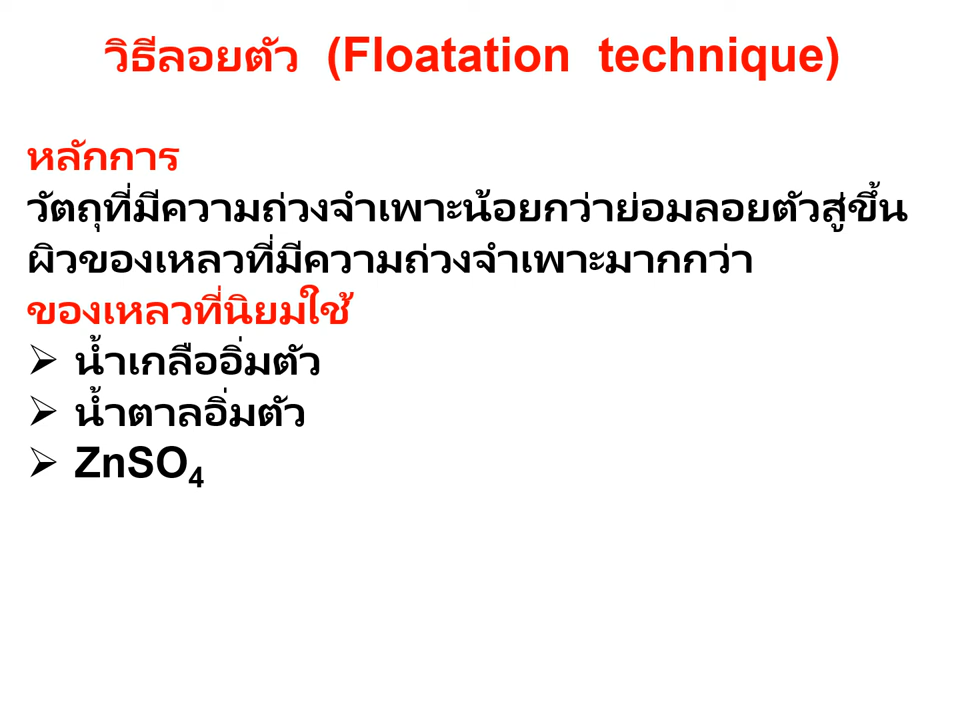 วิธีลอยตัว (Floatation technique)
หลักการ
วัตถุที่มีความถ่วงจำเพาะน้อยกว่าย่อมลอยตัวสู่ขึ้น
ผิวของเหลวที่มีความถ่วงจำเพาะมากกว่า
ของเหลวที่นิยมใช้
➢ น้ำเกลืออิ่มตัว
➢ น้ำตาลอิ่มตัว
➢ ZnSO₄